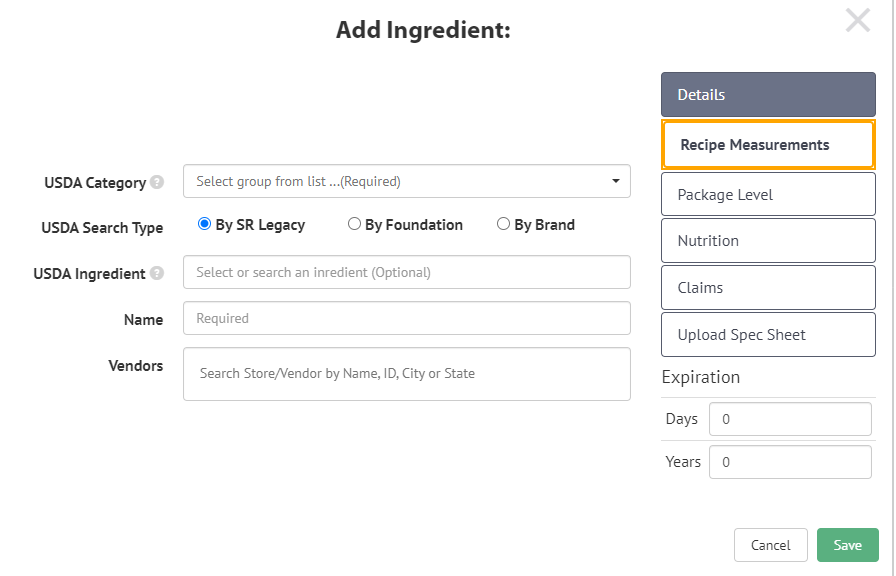 Add Ingredient:
Details
Recipe Measurements
USDA Category ? Select group from list ...(Required)
Package Level
USDA Search Type By SR Legacy By Foundation By Brand
Nutrition
USDA Ingredient ? Select or search an inredient (Optional)
Claims
Name Required
Upload Spec Sheet
Vendors Search Store/Vendor by Name, ID, City or State
Expiration
Days 0
Years 0
Cancel Save